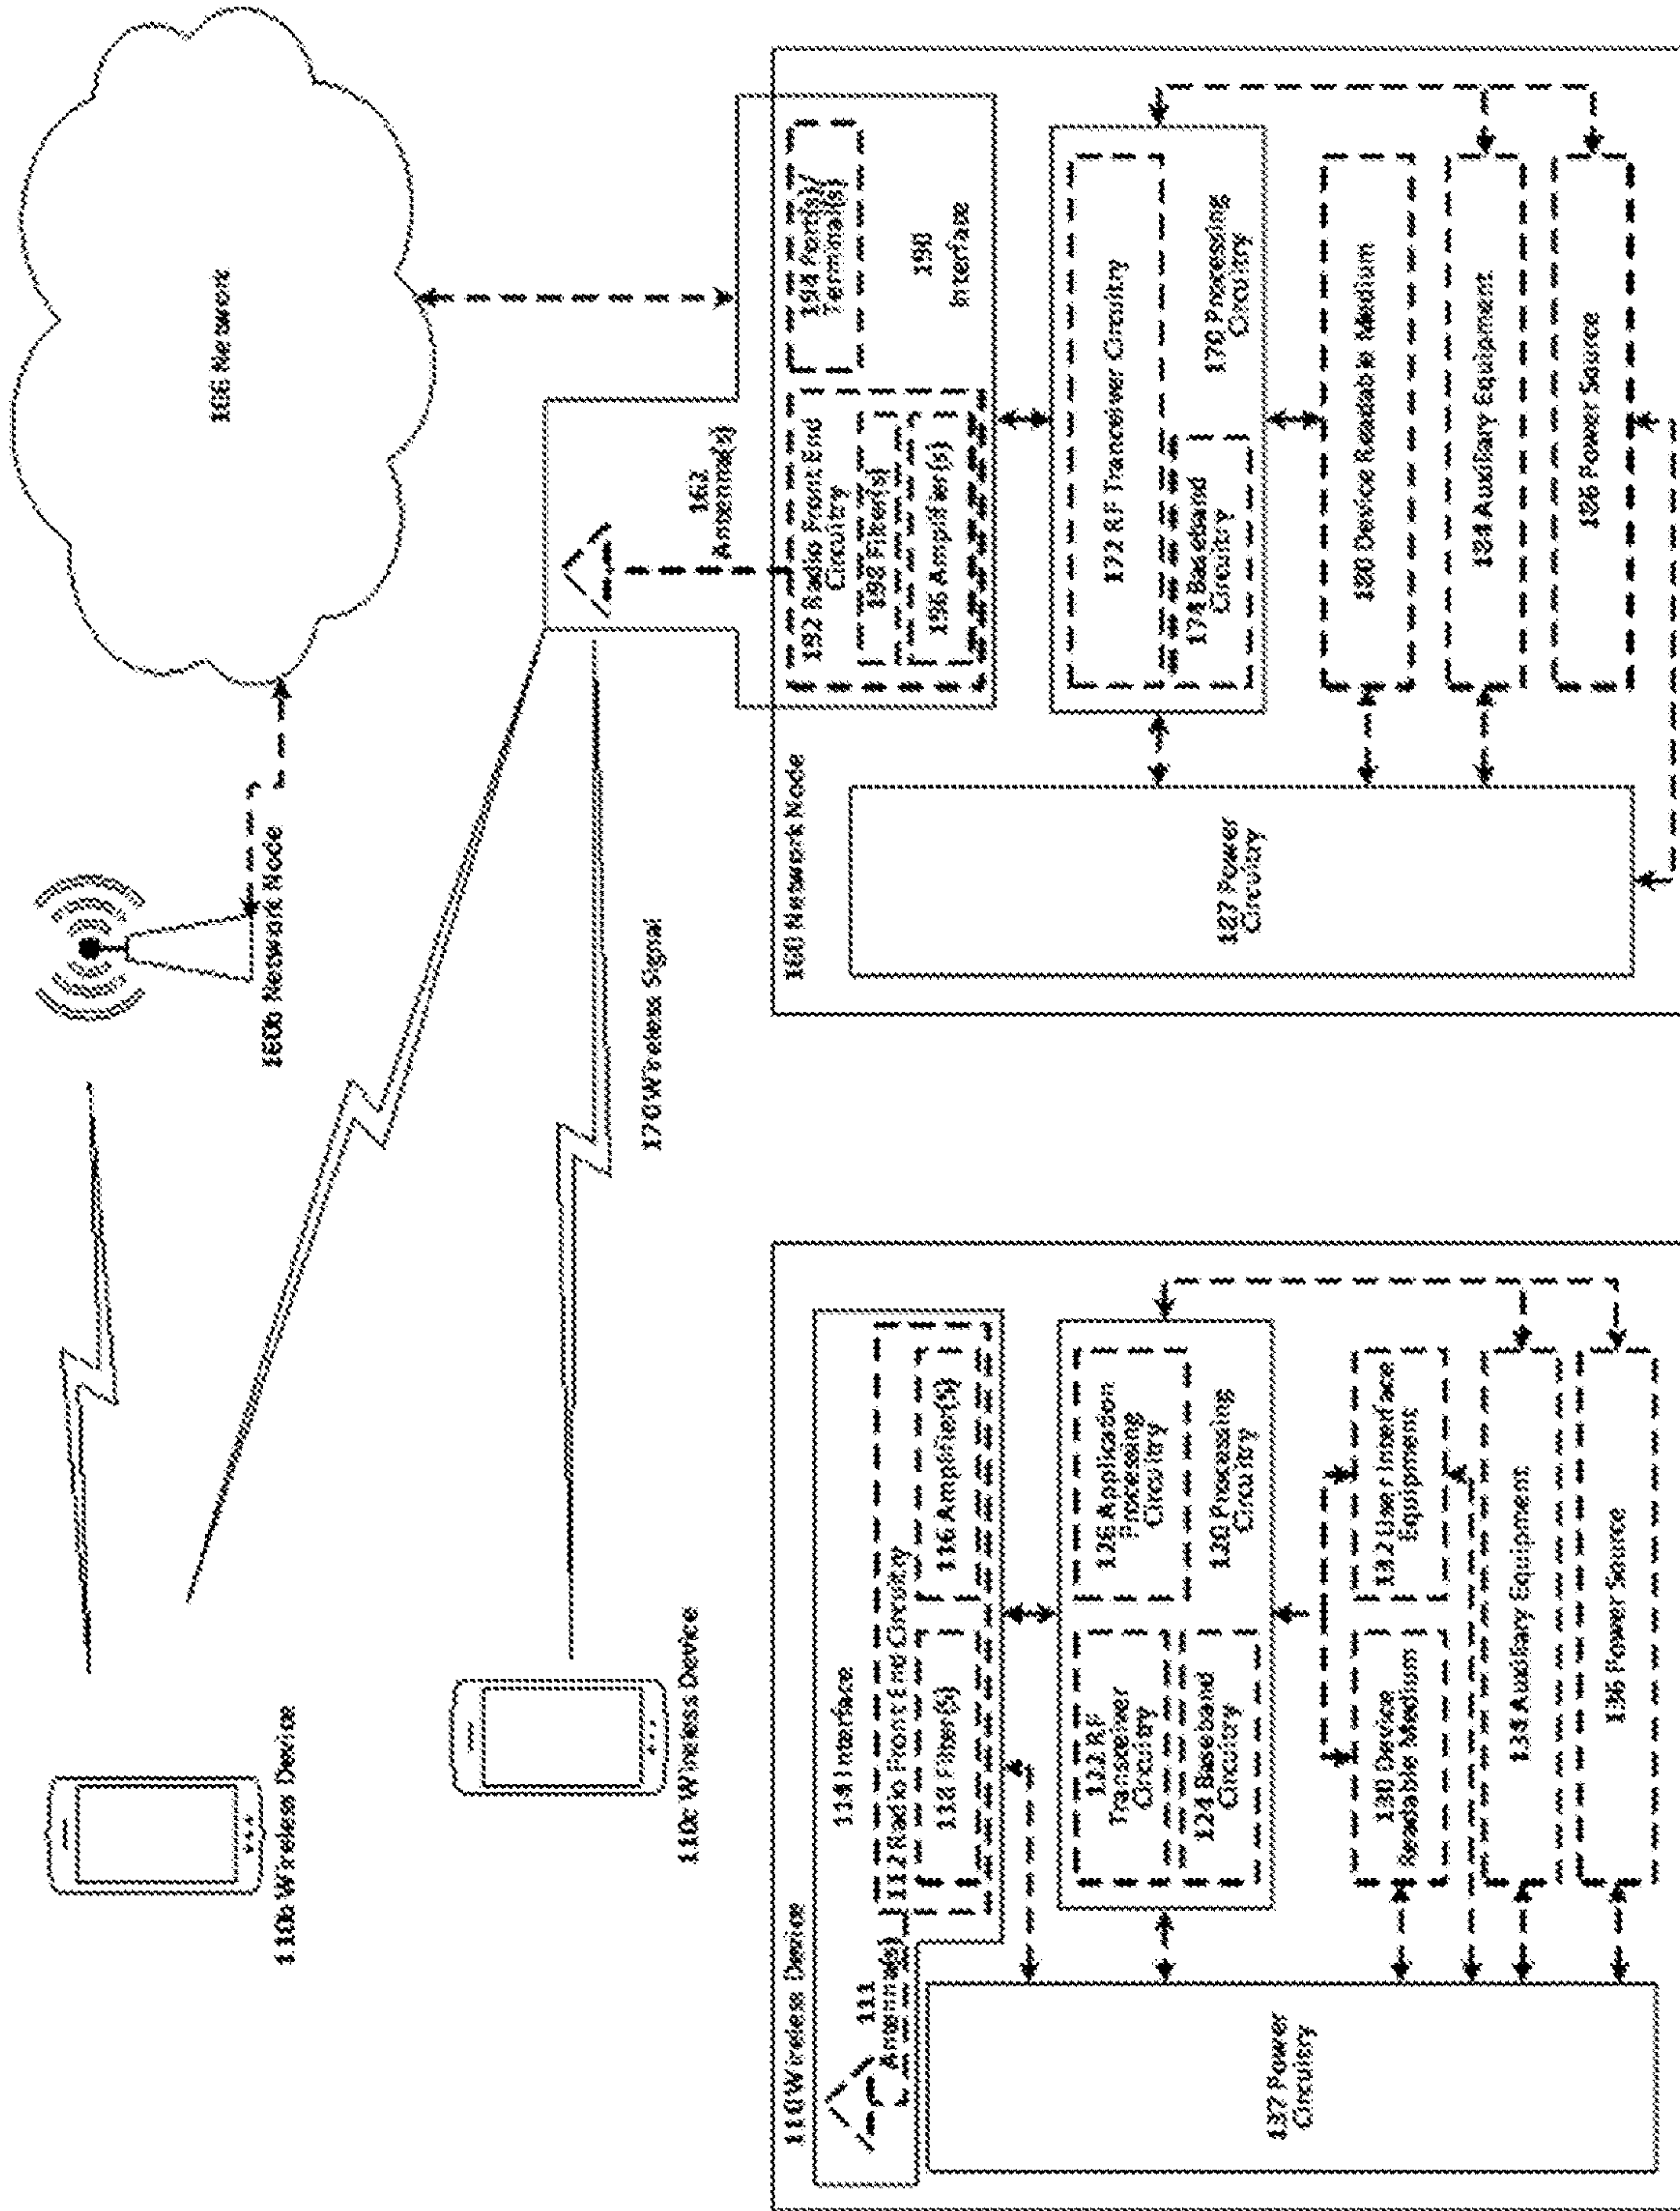 106 Network
160b Network Node
110b Wireless Device
110c Wireless Device
170 Wireless Signal
162
Antenna(s)
110 Wireless Device
114 Interface
111
Antenna(s)
112 Radio Front End Circuitry
118 Filter(s)
116 Amplifier(s)
122 RF
Transceiver
Circuitry
124 Baseband
Circuitry
126 Application
Processing
Circuitry
120 Processing
Circuitry
130 Device
Readable Medium
132 User Interface
Equipment
134 Auxiliary Equipment
136 Power Source
137 Power
Circuitry
160 Network Node
192 Radio Front End
Circuitry
198 Filter(s)
196 Amplifier(s)
194 Port(s)/
Terminal(s)
190
Interface
172 RF Tranceiver Circuitry
174 Baseband
Circuitry
170 Processing
Circuitry
180 Device Readable Medium
184 Auxiliary Equipment
186 Power Source
187 Power
Circuitry